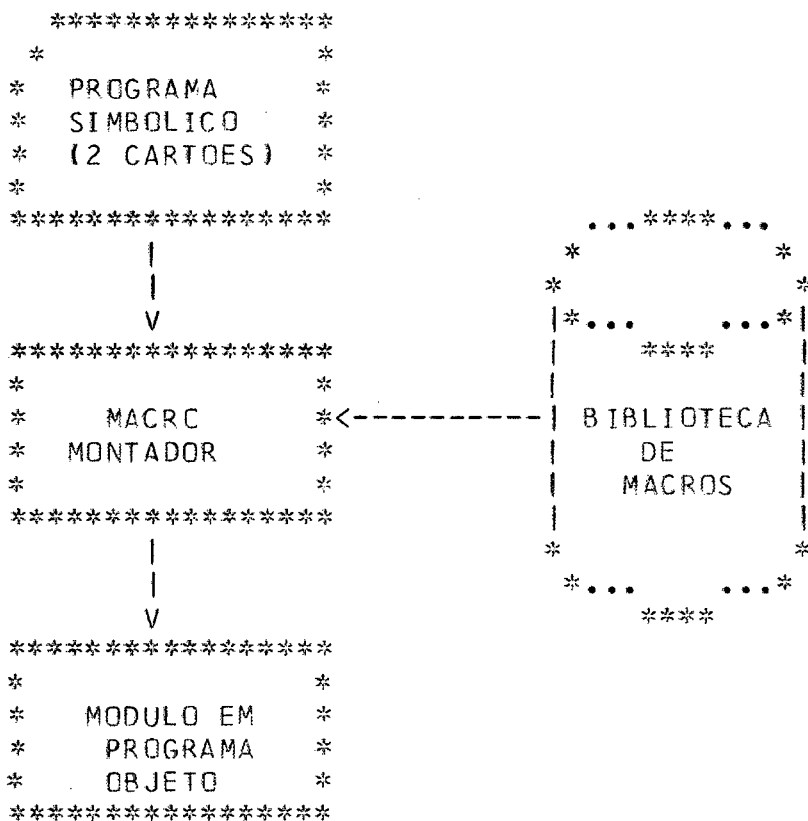 PROGRAMA
SIMBOLICO
(2 CARTOES)
MACRC
MONTADOR
BIBLIOTECA
DE
MACROS
MODULO EM
PROGRAMA
OBJETO